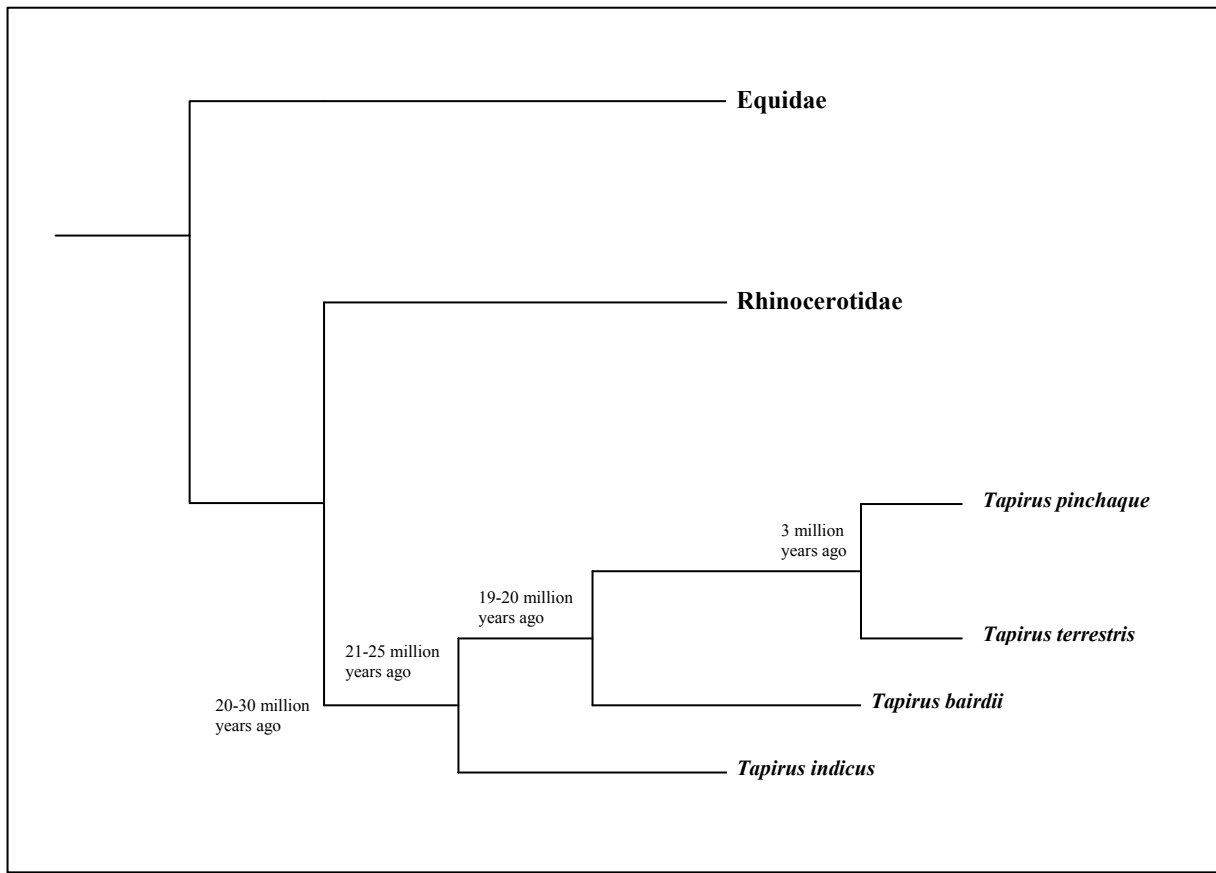 Equidae
Rhinocerotidae
Tapirus pinchaque
3 million
years ago
19-20 million
years ago
Tapirus terrestris
21-25 million
years ago
Tapirus bairdii
20-30 million
years ago
Tapirus indicus